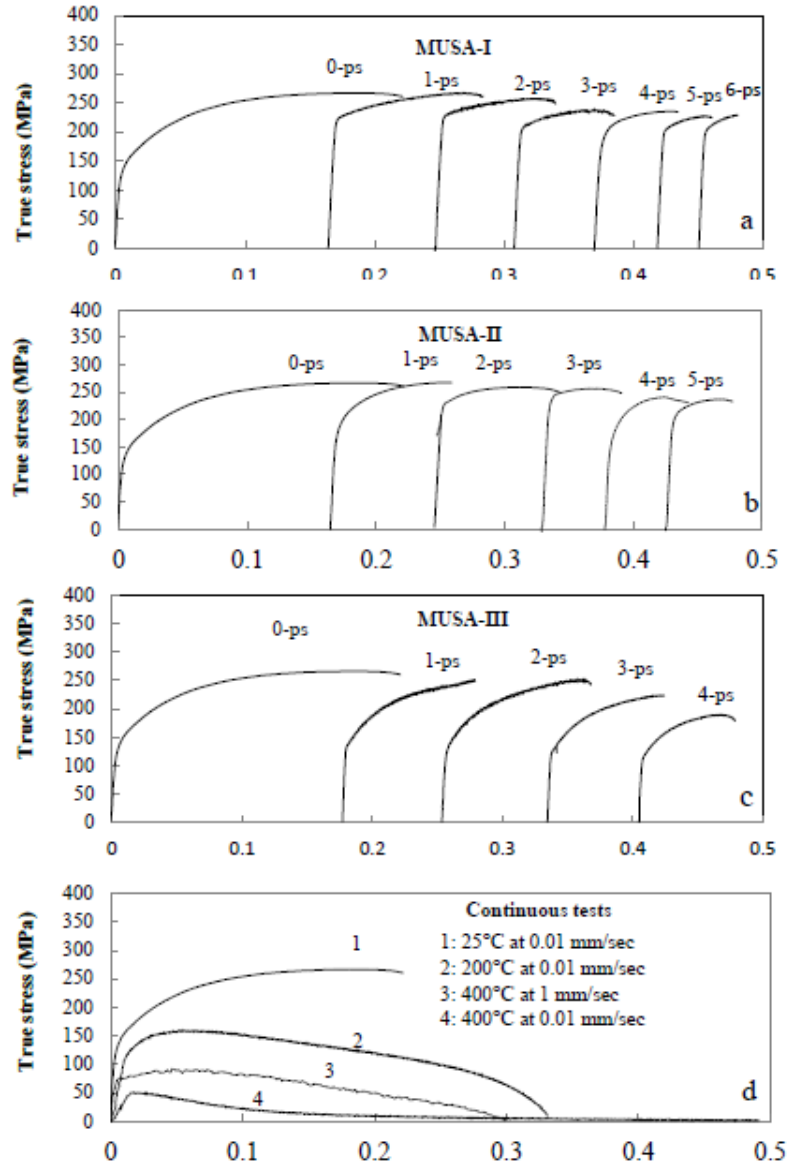 400
350
300
250
200
150
100
50
0
True stress (MPa)
MUSA-I
0-ps
1-ps
2-ps
3-ps
4-ps
5-ps
6-ps
a
0
0.1
0.2
0.3
0.4
0.5
400
350
300
250
200
150
100
50
0
True stress (MPa)
MUSA-II
0-ps
1-ps
2-ps
3-ps
4-ps
5-ps
b
0
0.1
0.2
0.3
0.4
0.5
400
350
300
250
200
150
100
50
0
True stress (MPa)
MUSA-III
0-ps
1-ps
2-ps
3-ps
4-ps
c
0
0.1
0.2
0.3
0.4
0.5
400
350
300
250
200
150
100
50
0
True stress (MPa)
Continuous tests
1: 25°C at 0.01 mm/sec
2: 200°C at 0.01 mm/sec
3: 400°C at 1 mm/sec
4: 400°C at 0.01 mm/sec
1
2
3
4
d
0
0.1
0.2
0.3
0.4
0.5